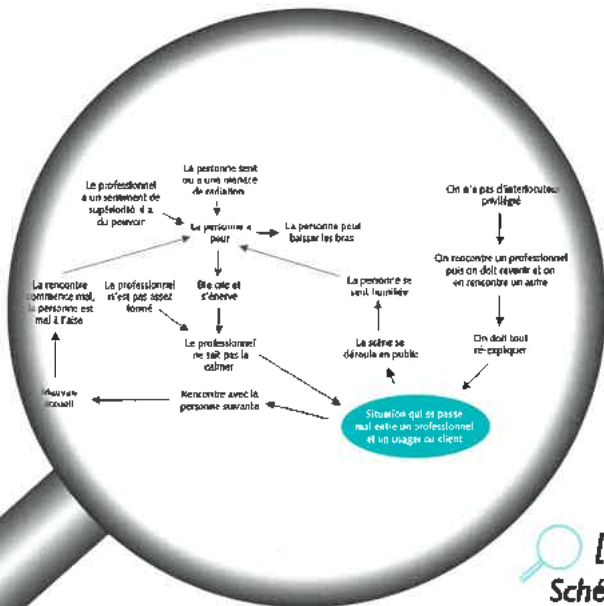 La personne sent
ou a une menace
de radiation
Le professionnel
a un sentiment de
supériorité il a
du pouvoir
La personne a
peur
La personne peut
baisser les bras
On n'a pas d'interlocuteur
privilégié
On rencontre un professionnel
puis on doit revenir et on
en rencontre un autre
La rencontre
commence mal,
la personne est
mal à l'aise
Le professionnel
n'est pas assez
formé
Elle crie et
s'énerve
La personne se
sent humiliée
Le professionnel
ne sait pas la
calmer
La scène se
déroule en public
On doit tout
ré-expliquer
Mauvais
accueil
Rencontre avec la
personne suivante
Situation qui se passe
mal entre un professionnel
et un usager ou client
Sché